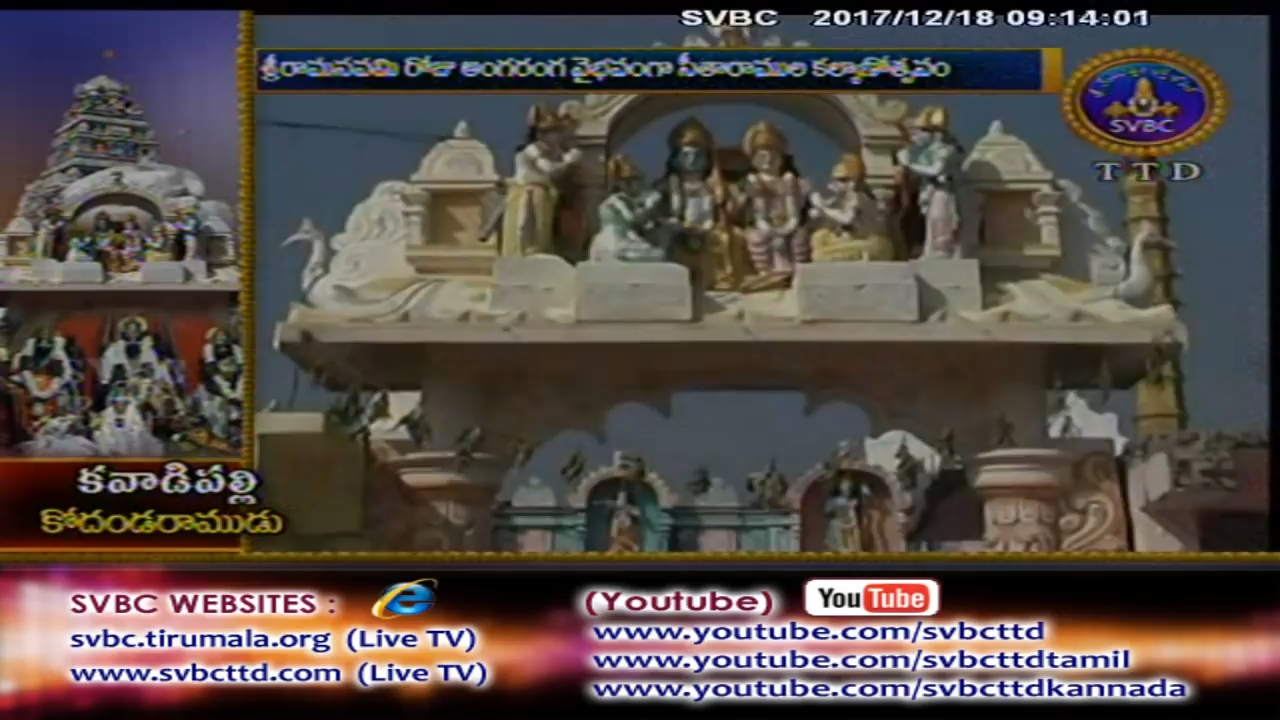 SVBC 2017/12/18 09:14:01
శ్రీరామనవమి రోజు అంగరంగ వైభవంగా సీతారాముల కల్యాణోత్సవం
SVBC
TTD
కవాడిపల్లి
కోదండరాముడు
SVBC WEBSITES :
svbc.tirumala.org (Live TV)
www.svbcttd.com (Live TV)
(Youtube) YouTube
www.youtube.com/svbcttd
www.youtube.com/svbcttdtamil
www.youtube.com/svbcttdkannada